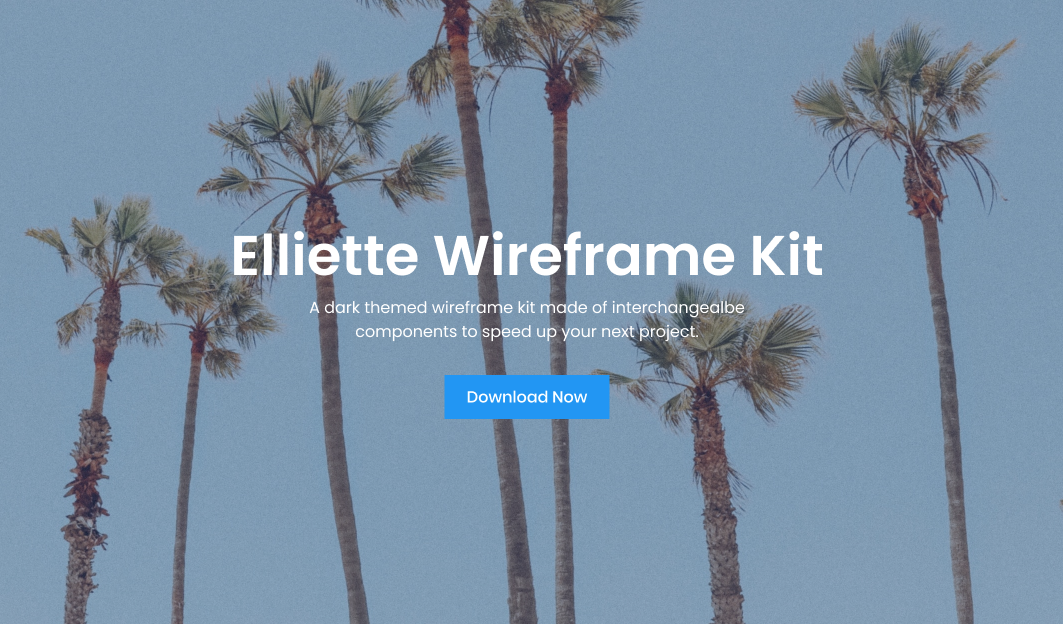 Elliette Wireframe Kit
A dark themed wireframe kit made of interchangealbe
components to speed up your next project.
Download Now